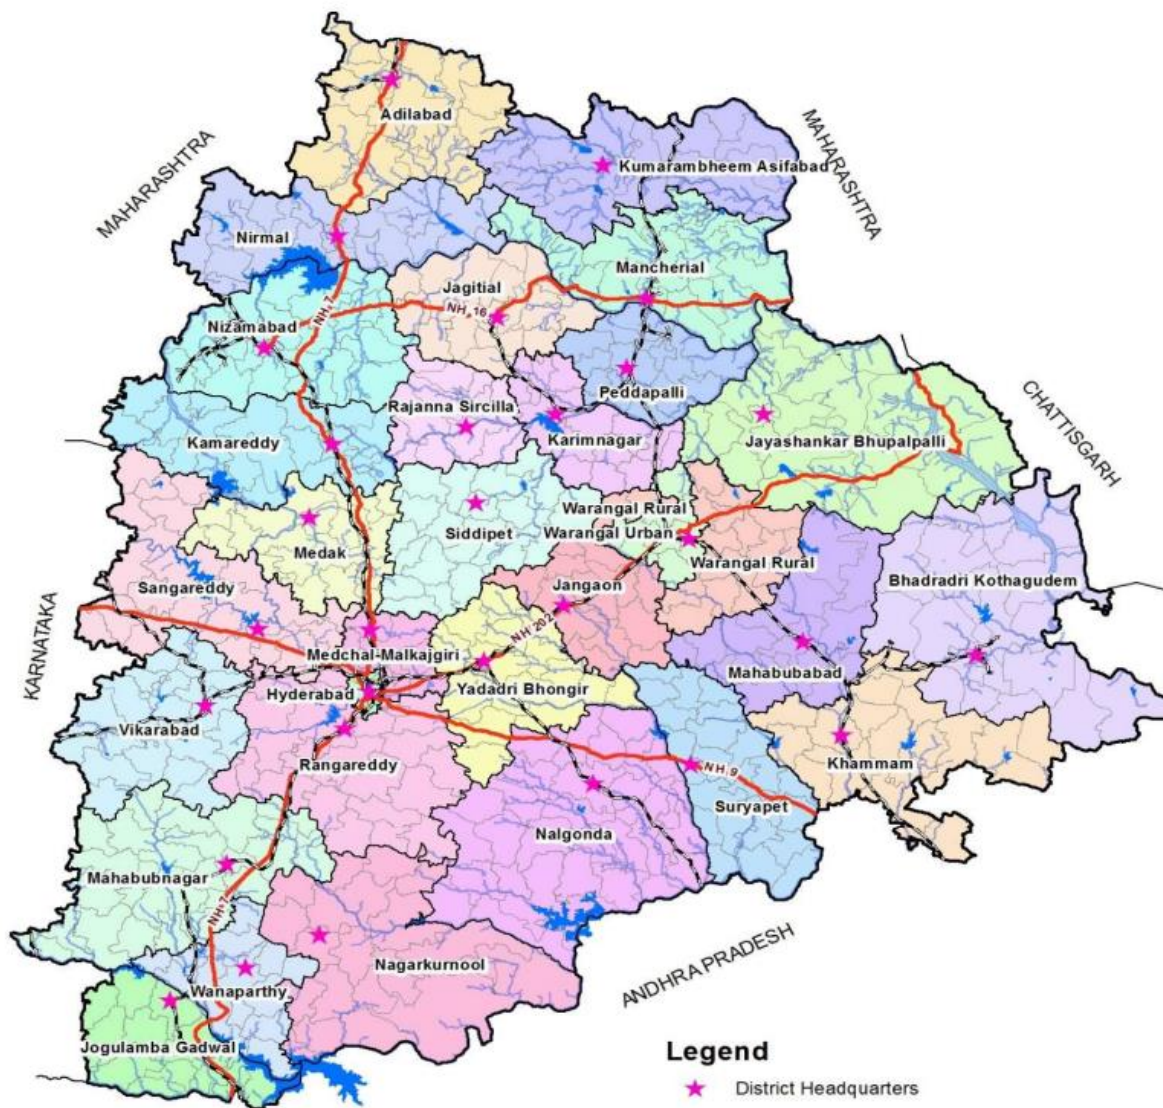 Adilabad
MAHARASHTRA
MAHARASHTRA
Kumarambheem Asifabad
Nirmal
Mancherial
Jagitial
NH 16
NH 7
Nizamabad
Peddapalli
Rajanna Sircilla
Kamareddy
Karimnagar
Jayashankar Bhupalpalli
CHATTISGARH
Warangal Rural
Siddipet
Warangal Urban
Medak
Warangal Rural
Bhadradri Kothagudem
Sangareddy
Jangaon
KARNATAKA
NH 202
Medchal-Malkajgiri
Mahabubabad
Hyderabad
Yadadri Bhongir
Vikarabad
Rangareddy
Khammam
NH 9
Suryapet
Nalgonda
Mahabubnagar
NH 7
Nagarkurnool
ANDHRA PRADESH
Wanaparthy
Jogulamba Gadwal
Legend
District Headquarters